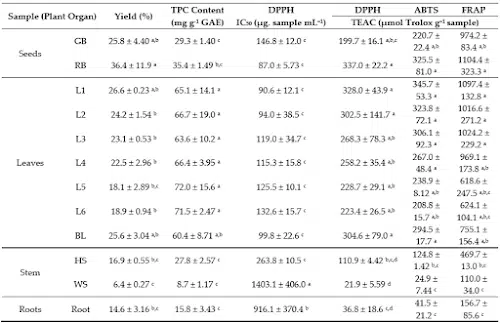 Sample (Plant Organ) Yield (%) TPC Content (mg g⁻¹ GAE) DPPH IC50 (µg. sample mL⁻¹) DPPH ABTS FRAP
TEAC (µmol Trolox g⁻¹ sample)
Seeds
GB 25.8 ± 4.40 a,b 29.3 ± 1.40 c 146.8 ± 12.0 c 199.7 ± 16.1 a,b,c 220.7 ± 22.4 a,b 974.2 ± 83.4 a,b
RB 36.4 ± 11.9 a 35.4 ± 1.49 b,c 87.0 ± 5.73 c 337.0 ± 22.2 a 325.5 ± 81.0 a 1104.4 ± 323.3 a
Leaves
L1 26.6 ± 0.23 a,b 65.1 ± 14.1 a 90.6 ± 12.1 c 328.0 ± 43.9 a 345.7 ± 53.3 a 1097.4 ± 132.8 a
L2 24.2 ± 1.54 b 66.7 ± 19.0 a 94.0 ± 38.5 c 302.5 ± 141.7 a 323.8 ± 72.1 a 1016.6 ± 271.2 a
L3 23.1 ± 0.53 b 63.6 ± 10.2 a 119.0 ± 34.7 c 268.3 ± 78.3 a,b 306.1 ± 92.3 a 1024.2 ± 229.2 a
L4 22.5 ± 2.96 b 66.4 ± 3.95 a 115.3 ± 15.8 c 258.2 ± 35.4 a,b 267.0 ± 48.4 a 969.1 ± 173.8 a,b
L5 18.1 ± 2.89 b,c 72.0 ± 15.6 a 125.5 ± 10.1 c 228.7 ± 29.1 a,b 238.9 ± 8.12 a,b 618.6 ± 247.5 a,b,c
L6 18.9 ± 0.94 b 71.5 ± 2.47 a 132.6 ± 15.7 c 223.4 ± 26.5 a,b 208.8 ± 15.7 a,b 624.1 ± 104.1 a,b,c
BL 25.6 ± 3.04 a,b 60.4 ± 8.71 a,b 99.8 ± 22.6 c 304.6 ± 79.0 a 294.5 ± 17.7 a 755.1 ± 156.4 a,b
Stem
HS 16.9 ± 0.55 b,c 27.8 ± 2.57 c 263.8 ± 10.5 c 110.9 ± 4.42 b,c,d 124.8 ± 1.42 b,c 469.7 ± 13.0 b,c
WS 6.4 ± 0.27 c 8.7 ± 1.17 c 1403.1 ± 406.0 a 21.9 ± 5.59 d 24.9 ± 7.44 c 110.0 ± 34.0 c
Roots Root 14.6 ± 3.16 b,c 15.8 ± 3.43 c 916.1 ± 370.4 b 36.8 ± 18.6 c,d 41.5 ± 21.2 c 156.7 ± 85.6 c